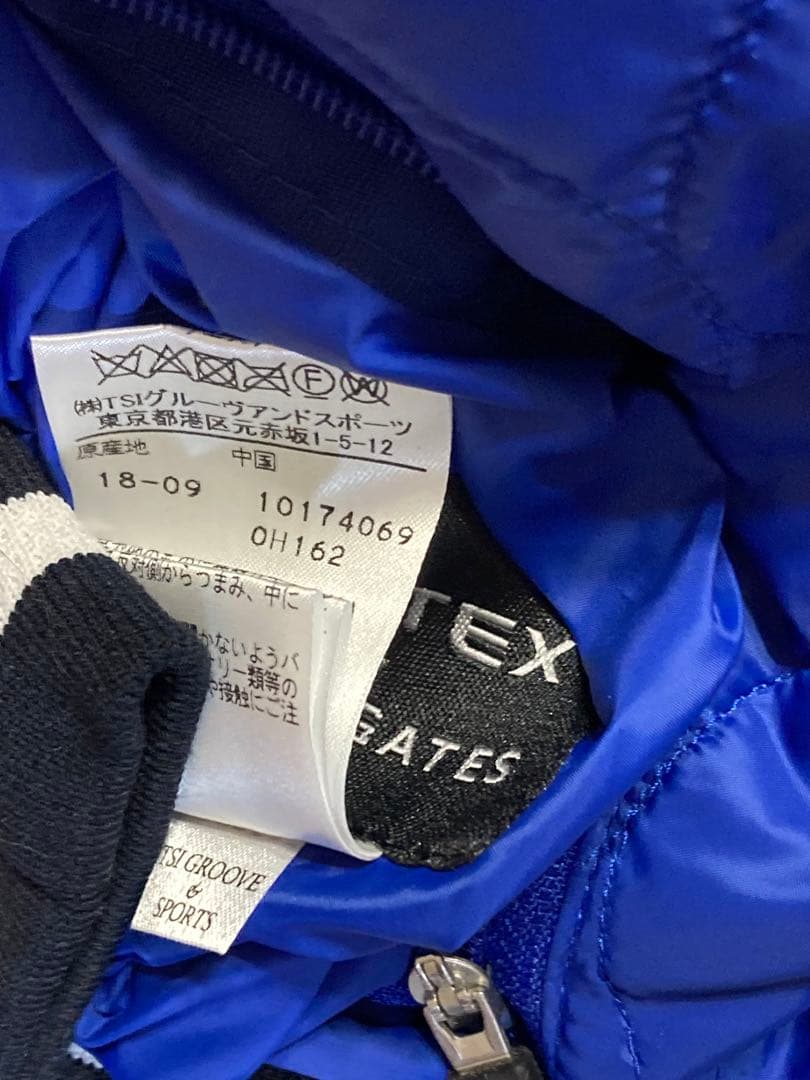 F W
(株)TSIグルーヴアンドスポーツ
東京都港区元赤坂1-5-12
原産地 中国
18-09 10174069
0H162
反対側からつまみ、中に
かないようバ
リー類等の
や接触にご注
TEX
GATES
TSI GROOVE
&
SPORTS